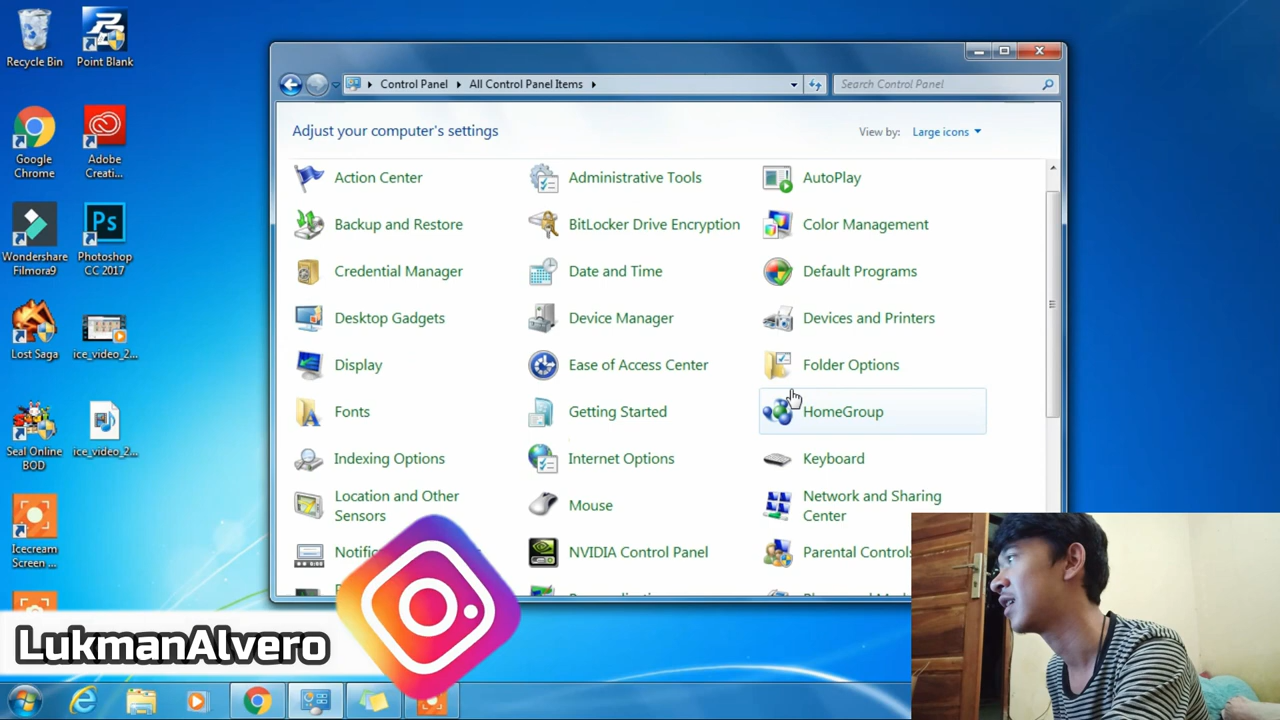 Recycle Bin
Point Blank
Google
Chrome
Adobe
Creati...
Wondershare
Filmora9
Photoshop
CC 2017
Lost Saga
ice_video_2...
Seal Online
BOD
ice_video_2...
Icecream
Screen ...
Control Panel
All Control Panel Items
Search Control Panel
Adjust your computer's settings
View by:
Large icons
Action Center
Administrative Tools
AutoPlay
Backup and Restore
BitLocker Drive Encryption
Color Management
Credential Manager
Date and Time
Default Programs
Desktop Gadgets
Device Manager
Devices and Printers
Display
Ease of Access Center
Folder Options
Fonts
Getting Started
HomeGroup
Indexing Options
Internet Options
Keyboard
Location and Other
Sensors
Mouse
Network and Sharing
Center
NVIDIA Control Panel
Parental Controls
Ps
LukmanAlvero